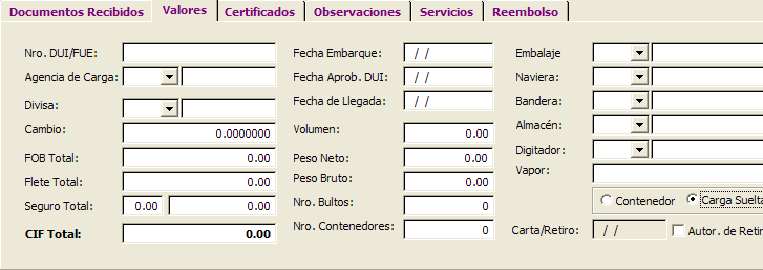 Documentos Recibidos Valores Certificados Observaciones Servicios Reembolso
Nro. DUI/FUE: Fecha Embarque: / / Embalaje
Agencia de Carga: Fecha Aprob. DUI: / / Naviera:
Divisa: Fecha de Llegada: / / Bandera:
Cambio: 0.0000000 Volumen: 0.00 Almacén:
FOB Total: 0.00 Peso Neto: 0.00 Digitador:
Flete Total: 0.00 Peso Bruto: 0.00 Vapor:
Seguro Total: 0.00 0.00 Nro. Bultos 0 Contenedor Carga Suelta
CIF Total: 0.00 Nro. Contenedores 0 Carta/Retiro: / / Autor. de Retir